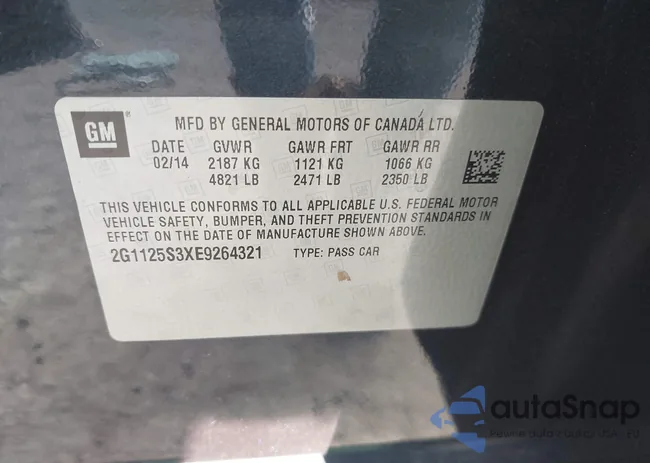 GM
MFD BY GENERAL MOTORS OF CANADA LTD.
DATE GVWR GAWR FRT GAWR RR
02/14 2187 KG 1121 KG 1066 KG
4821 LB 2471 LB 2350 LB
THIS VEHICLE CONFORMS TO ALL APPLICABLE U.S. FEDERAL MOTOR
VEHICLE SAFETY, BUMPER, AND THEFT PREVENTION STANDARDS IN
EFFECT ON THE DATE OF MANUFACTURE SHOWN ABOVE.
2G1125S3XE9264321 TYPE: PASS CAR
autaSnap